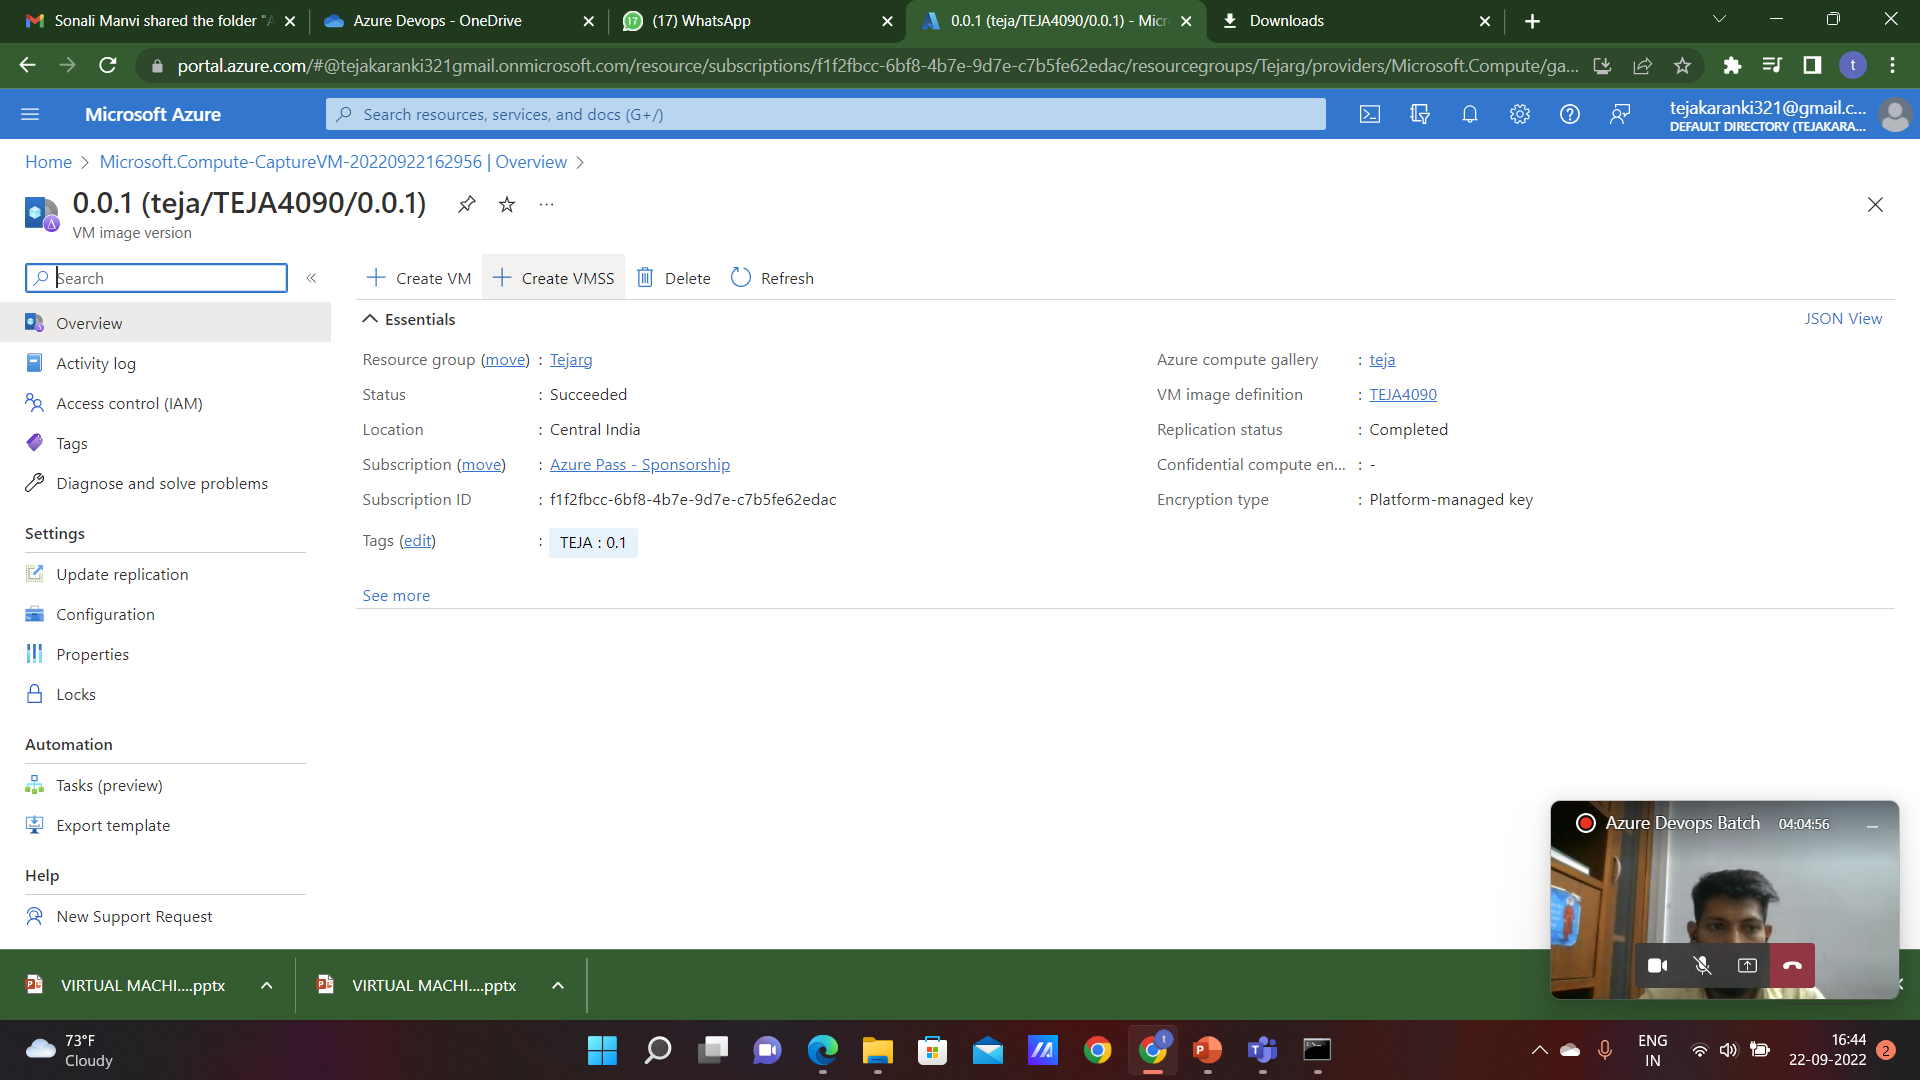 Sonali Manvi shared the folder "A
Azure Devops - OneDrive
(17) WhatsApp
0.0.1 (teja/TEJA4090/0.0.1) - Micr
Downloads
portal.azure.com/#@tejakaranki321gmail.onmicrosoft.com/resource/subscriptions/f1f2fbcc-6bf8-4b7e-9d7e-c7b5fe62edac/resourcegroups/Tejarg/providers/Microsoft.Compute/ga...
t
Microsoft Azure
Search resources, services, and docs (G+/)
tejakaranki321@gmail.c...
DEFAULT DIRECTORY (TEJAKARA...
Home > Microsoft.Compute-CaptureVM-20220922162956 | Overview >
0.0.1 (teja/TEJA4090/0.0.1)
VM image version
Search
Create VM
Create VMSS
Delete
Refresh
Essentials
JSON View
Overview
Activity log
Access control (IAM)
Tags
Diagnose and solve problems
Settings
Update replication
Configuration
Properties
Locks
Automation
Tasks (preview)
Export template
Help
New Support Request
Resource group (move) : Tejarg
Status : Succeeded
Location : Central India
Subscription (move) : Azure Pass - Sponsorship
Subscription ID : f1f2fbcc-6bf8-4b7e-9d7e-c7b5fe62edac
Tags (edit) : TEJA : 0.1
See more
Azure compute gallery : teja
VM image definition : TEJA4090
Replication status : Completed
Confidential compute en... : -
Encryption type : Platform-managed key
Azure Devops Batch 04:04:56
VIRTUAL MACHI....pptx
VIRTUAL MACHI....pptx
73°F
Cloudy
ENG
IN
16:44
22-09-2022
2